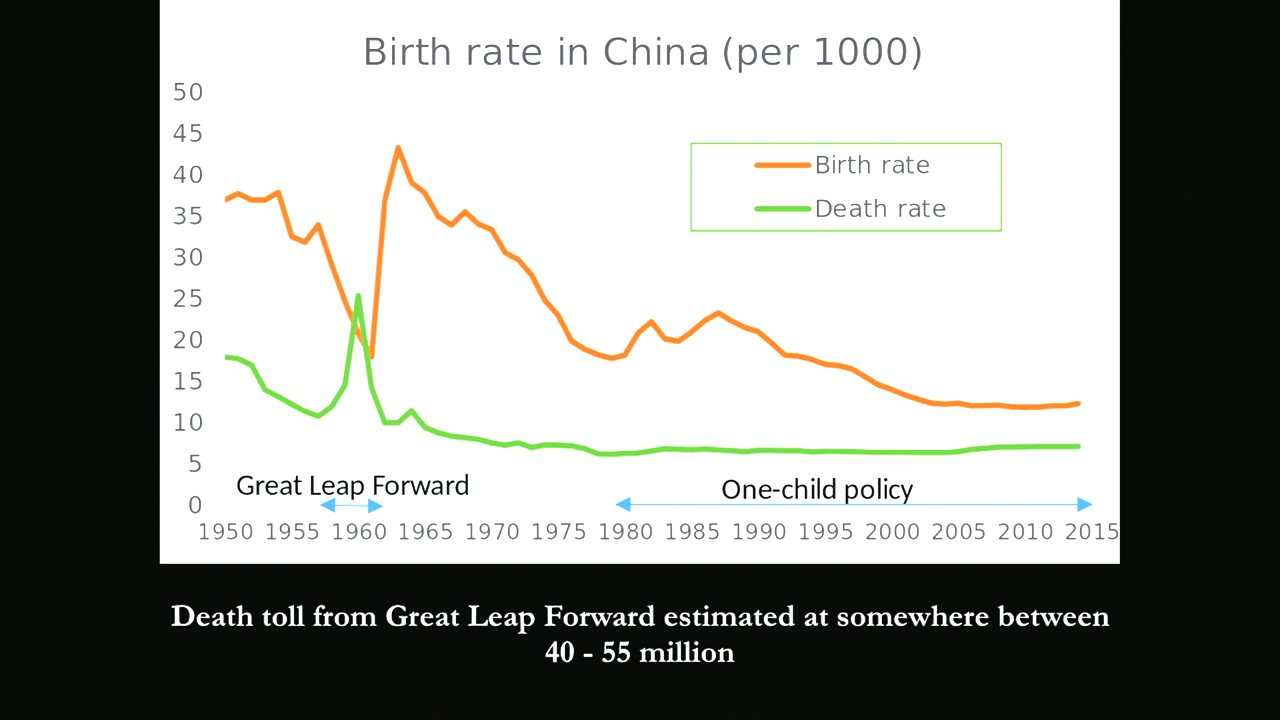 Birth rate in China (per 1000)
50
45
40
35
30
25
20
15
10
5
0
Birth rate
Death rate
Great Leap Forward
One-child policy
1950 1955 1960 1965 1970 1975 1980 1985 1990 1995 2000 2005 2010 2015
Death toll from Great Leap Forward estimated at somewhere between
40 - 55 million